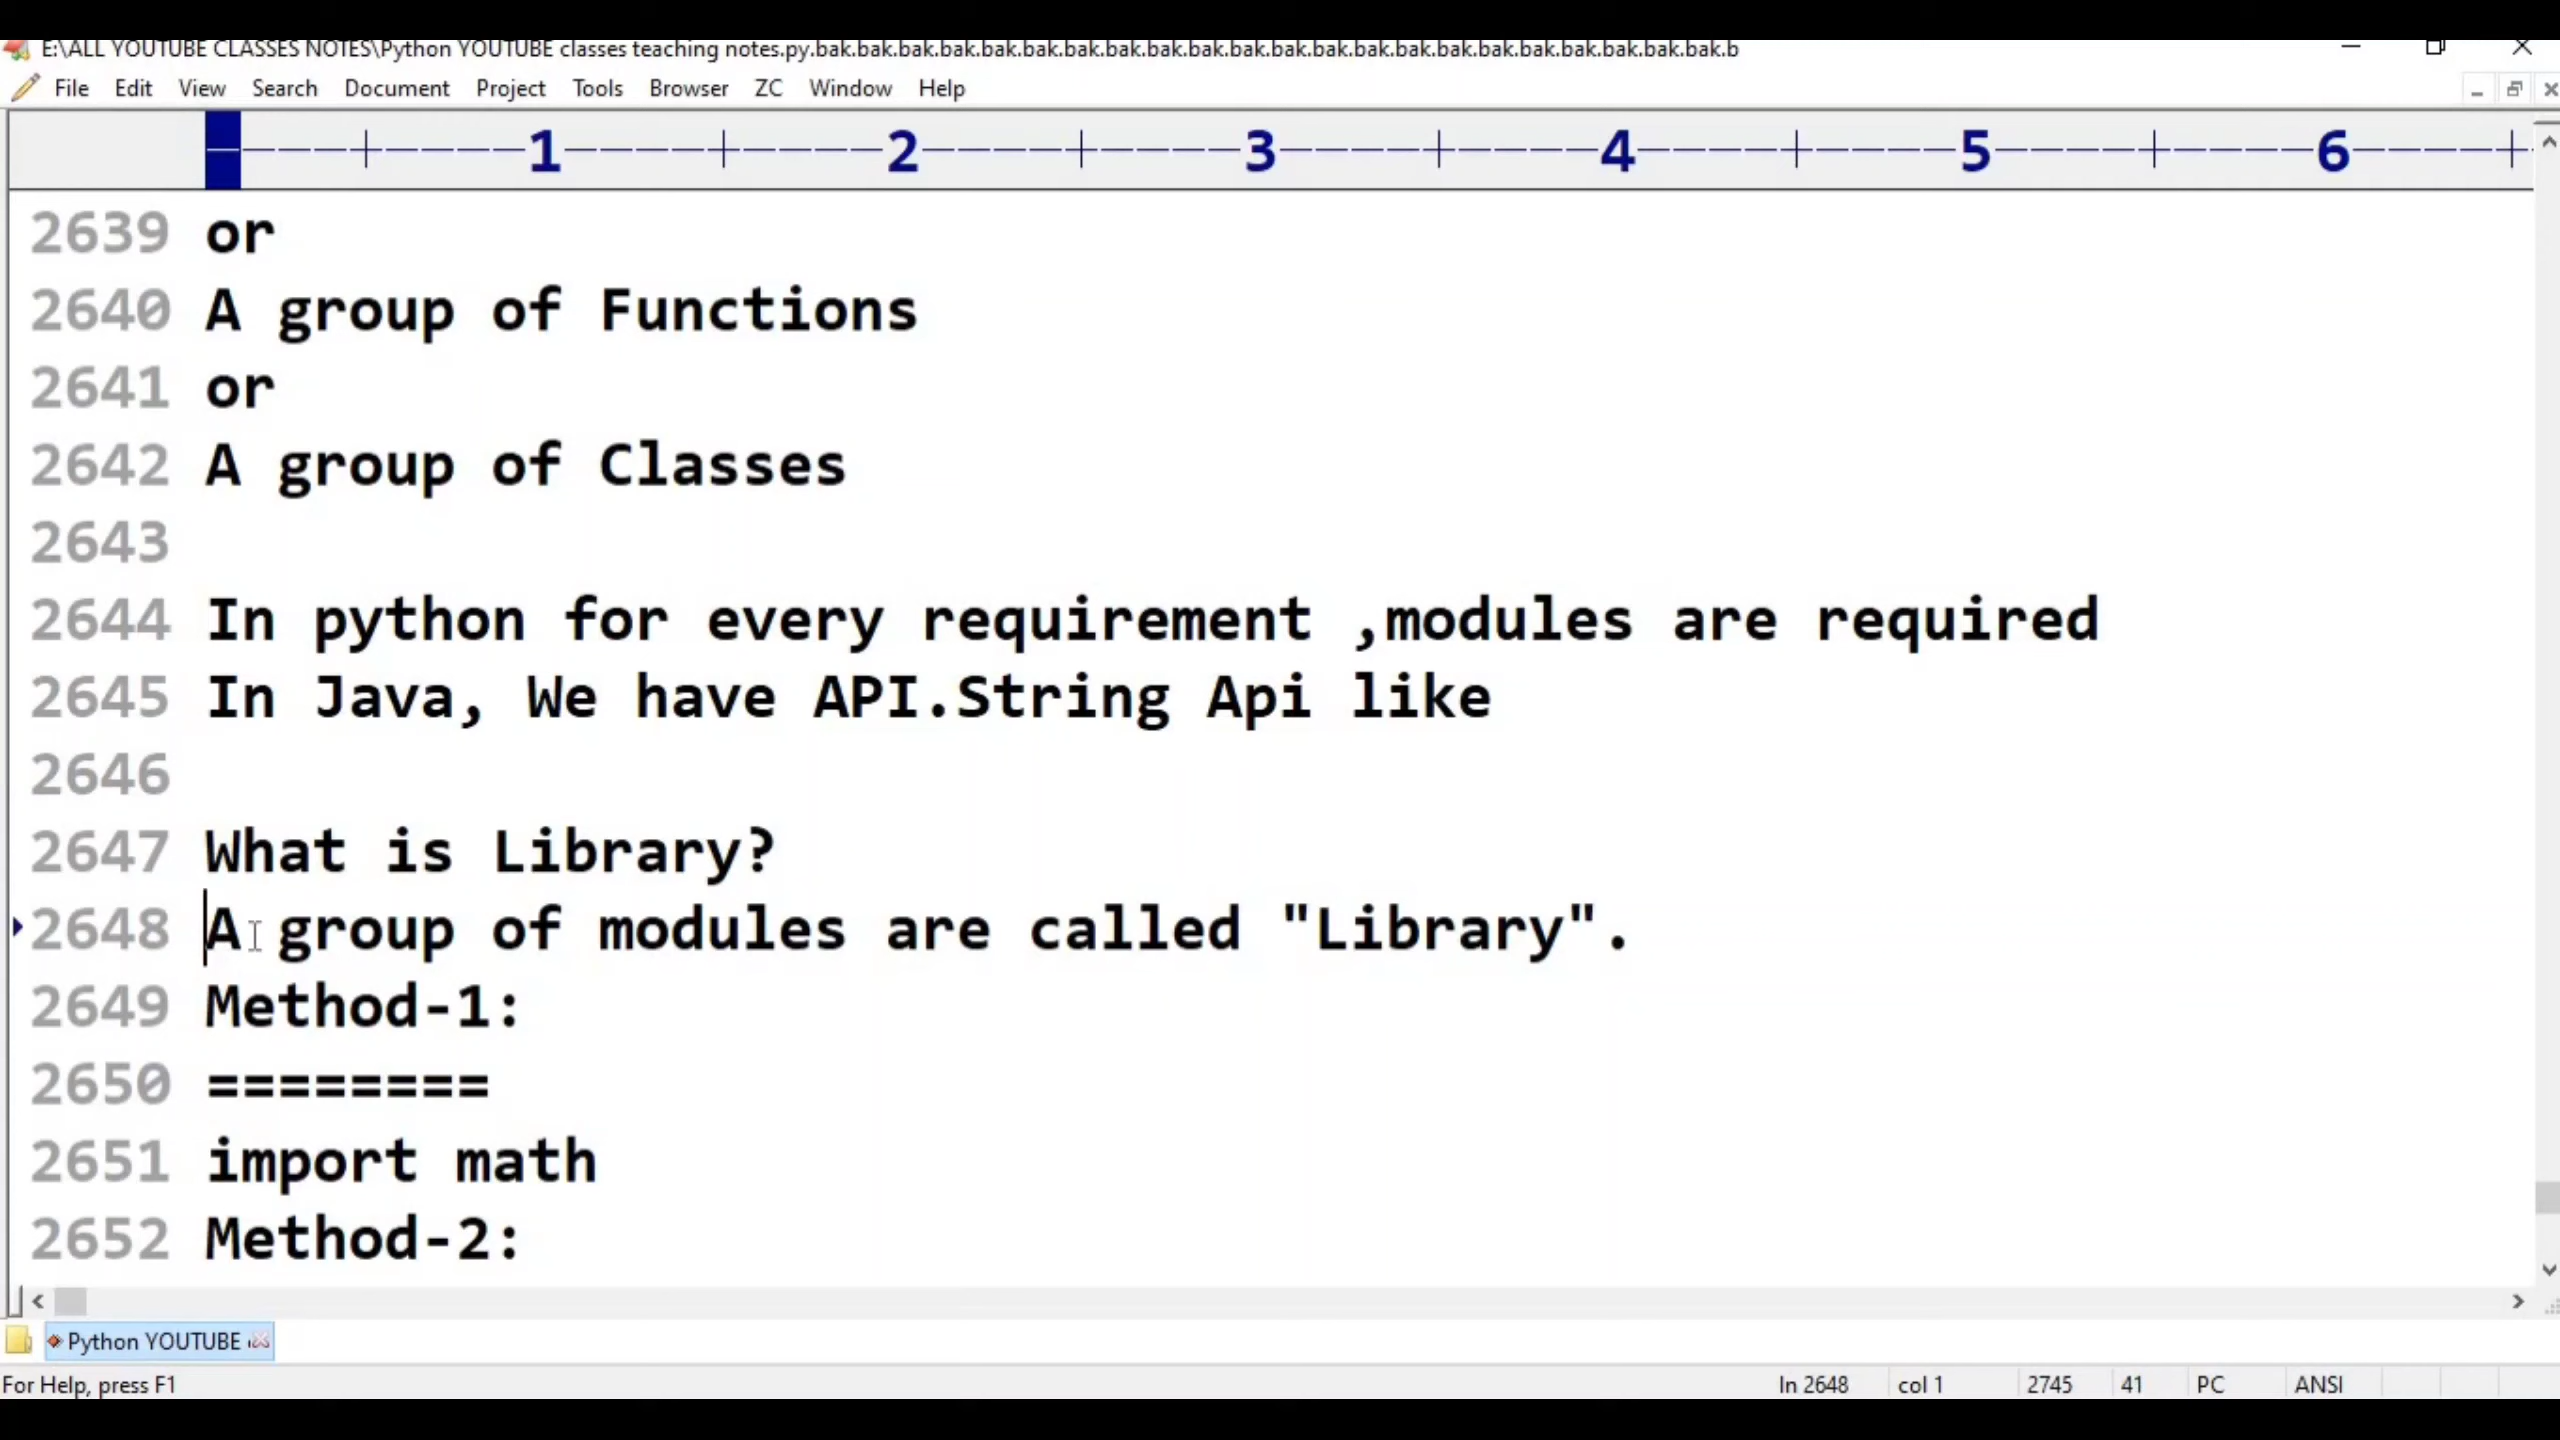 E:\ALL YOUTUBE CLASSES NOTES\Python YOUTUBE classes teaching notes.py.bak.bak.bak.bak.bak.bak.bak.bak.bak.bak.bak.bak.bak.bak.bak.bak.bak.bak.bak.bak.bak.bak.b
File Edit View Search Document Project Tools Browser ZC Window Help
1 2 3 4 5 6
2639 or
2640 A group of Functions
2641 or
2642 A group of Classes
2643
2644 In python for every requirement ,modules are required
2645 In Java, We have API.String Api like
2646
2647 What is Library?
2648 A group of modules are called "Library".
2649 Method-1:
2650 ========
2651 import math
2652 Method-2:
Python YOUTUBE
For Help, press F1 ln 2648 col 1 2745 41 PC ANSI